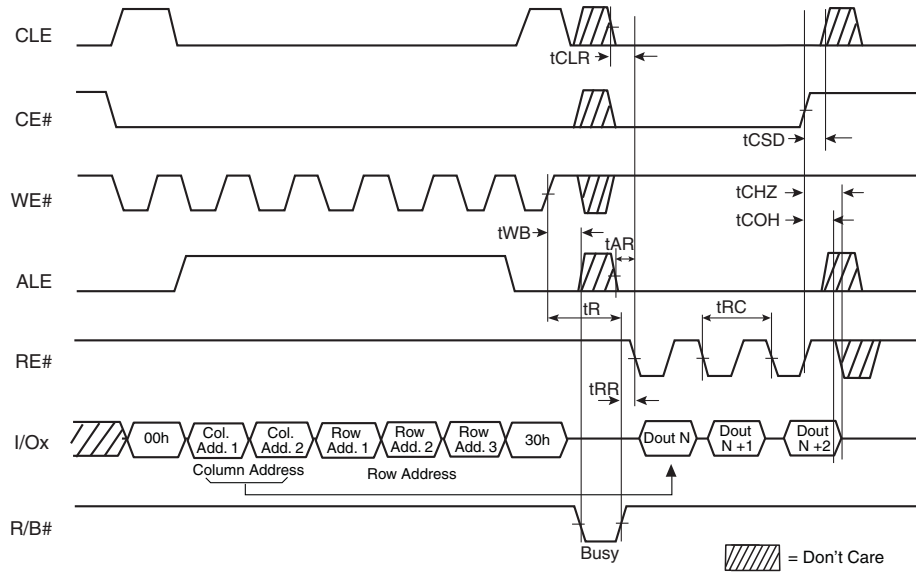 CLE
tCLR
CE#
tCSD
WE#
tCHZ
tCOH
tWB
tAR
ALE
tR
tRC
RE#
tRR
I/Ox
00h
Col. Add. 1
Col. Add. 2
Row Add. 1
Row Add. 2
Row Add. 3
30h
Dout N
Dout N +1
Dout N +2
Column Address
Row Address
R/B#
Busy
= Don't Care